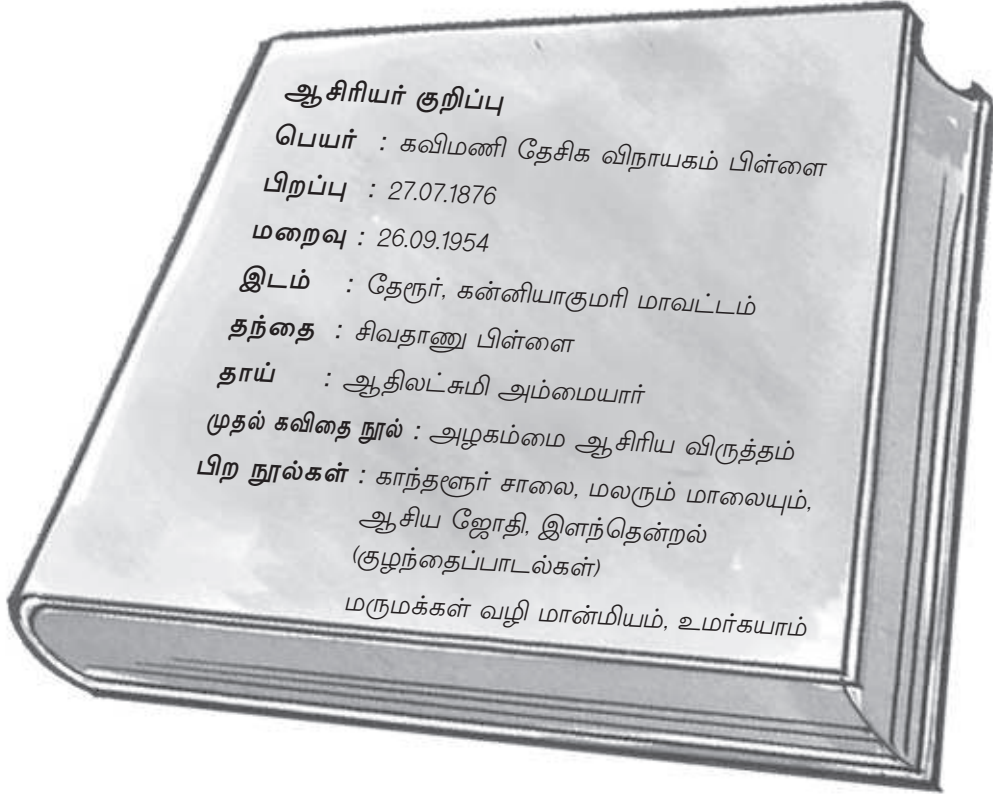 ஆசிரியர் குறிப்பு
பெயர் : கவிமணி தேசிக விநாயகம் பிள்ளை
பிறப்பு : 27.07.1876
மறைவு : 26.09.1954
இடம் : தேரூர், கன்னியாகுமரி மாவட்டம்
தந்தை : சிவதாணு பிள்ளை
தாய் : ஆதிலட்சுமி அம்மையார்
முதல் கவிதை நூல் : அழகம்மை ஆசிரிய விருத்தம்
பிற நூல்கள் : காந்தளூர் சாலை, மலரும் மாலையும்,
ஆசிய ஜோதி, இளந்தென்றல்
(குழந்தைப்பாடல்கள்)
மருமக்கள் வழி மான்மியம், உமர்கயாம்